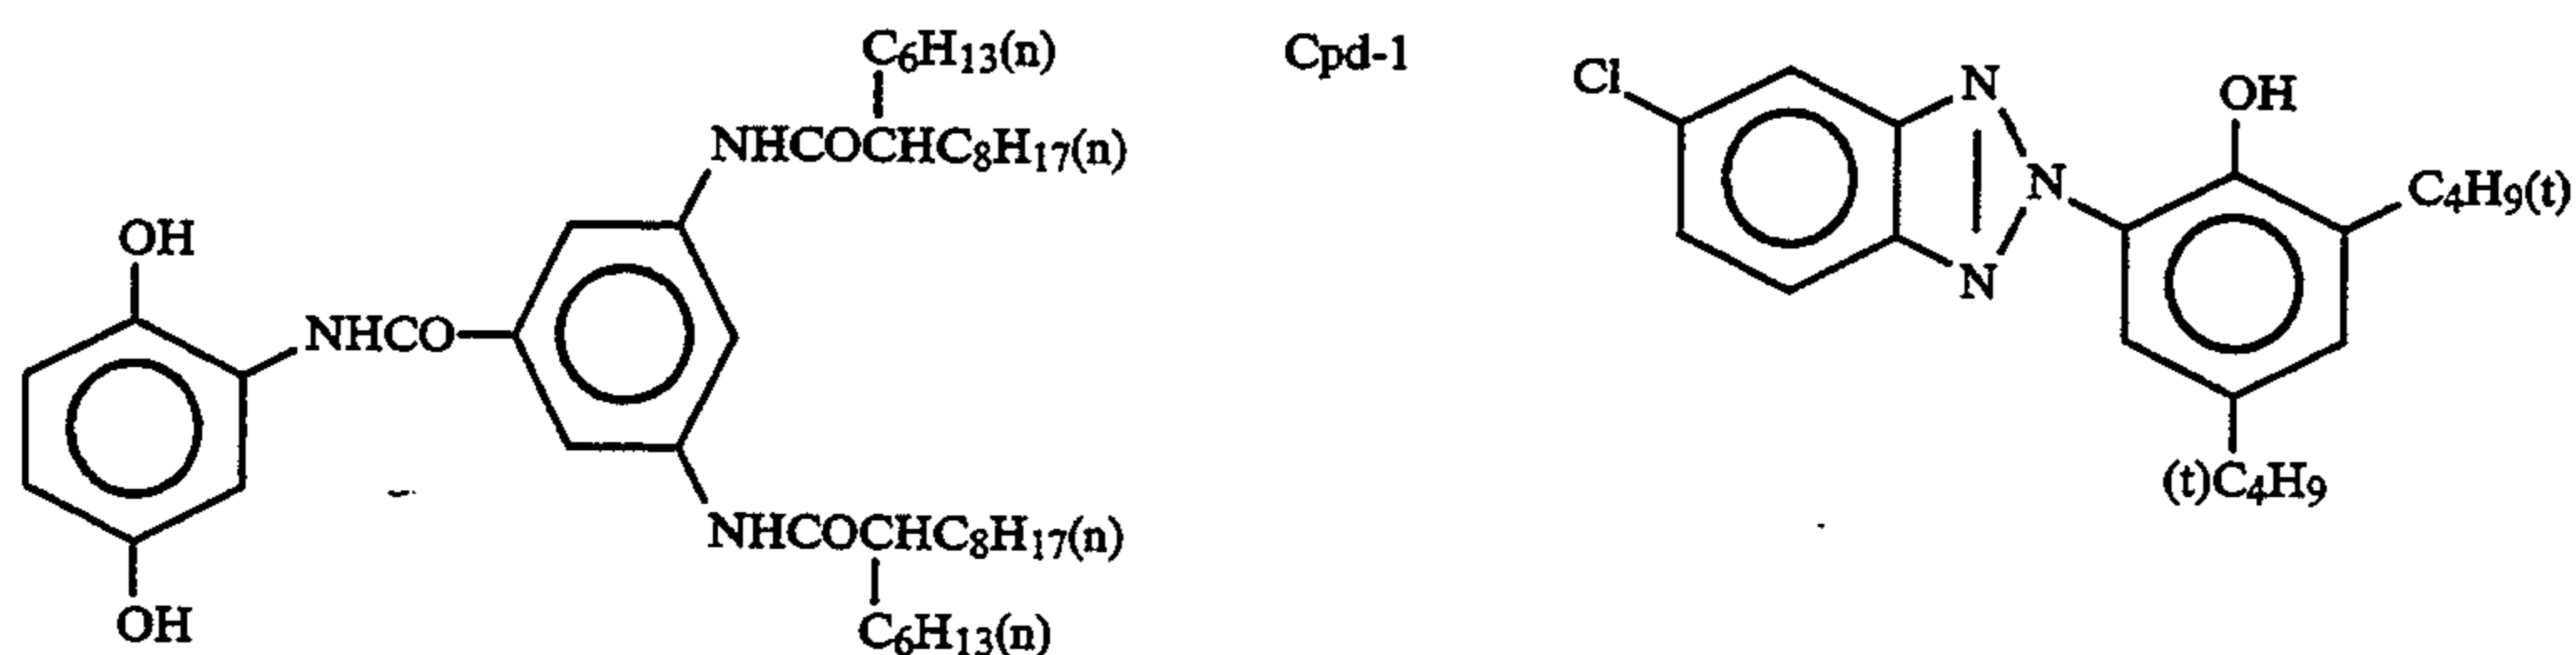 C6H13(n)
NHCOCHC8H17(n)
OH
NHCO
NHCOCHC8H17(n)
OH
C6H13(n)
Cpd-1
Cl
N
OH
N
C4H9(t)
N
(t)C4H9